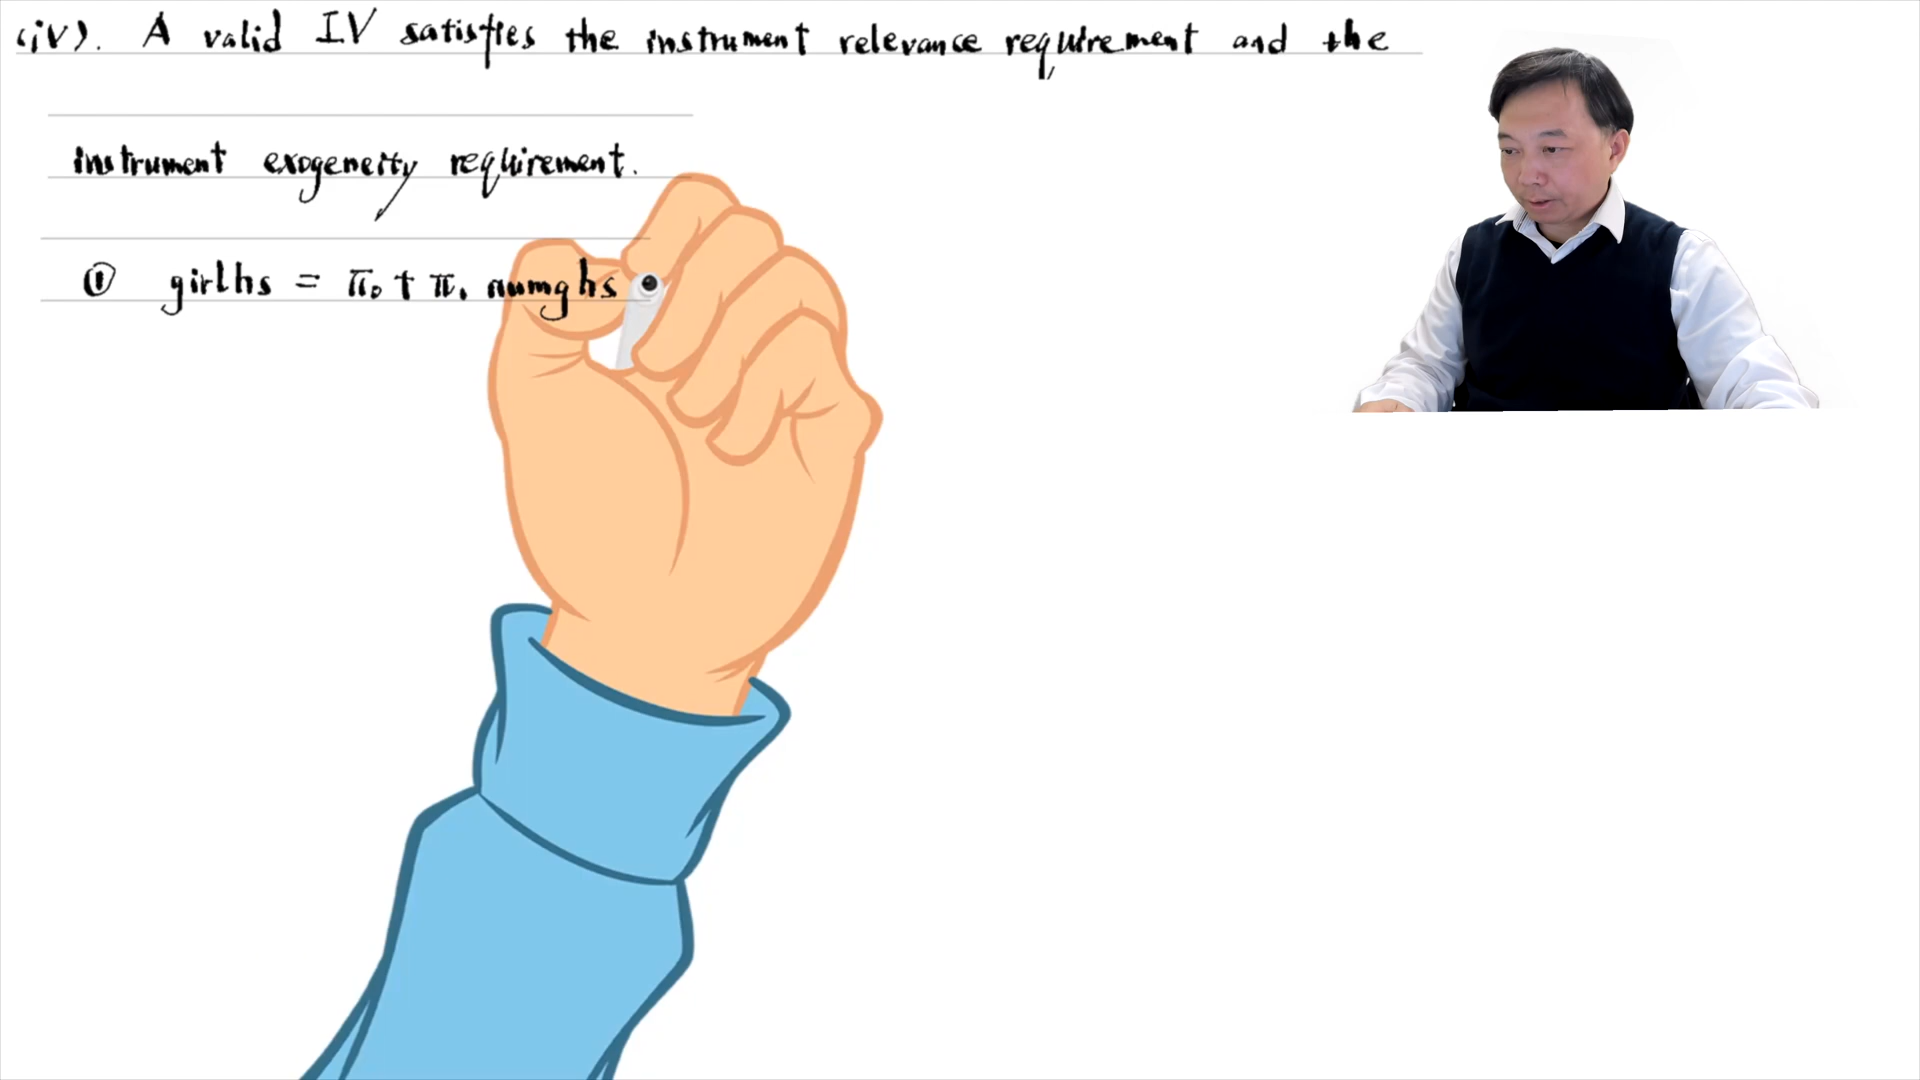 (iv). A valid IV satisfies the instrument relevance requirement and the
instrument exogeneity requirement.
① girlhs = π₀ + π₁ numghs